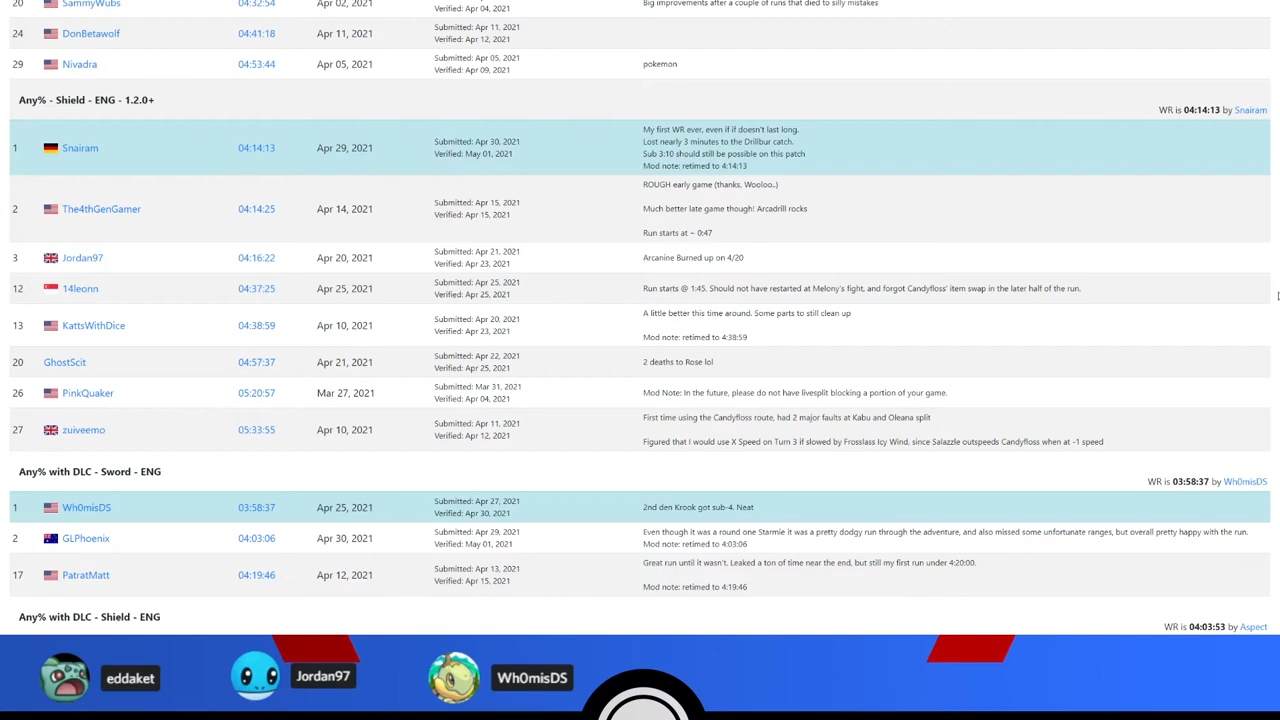 20 SammyWubs 04:32:54 Apr 02, 2021 Verified: Apr 04, 2021 Big improvements after a couple of runs that died to silly mistakes
24 DonBetawolf 04:41:18 Apr 11, 2021 Submitted: Apr 11, 2021
Verified: Apr 12, 2021
29 Nivadra 04:53:44 Apr 05, 2021 Submitted: Apr 05, 2021 pokemon
Verified: Apr 09, 2021
Any% - Shield - ENG - 1.2.0+
WR is 04:14:13 by Snairam
1 Snairam 04:14:13 Apr 29, 2021 Submitted: Apr 30, 2021
Verified: May 01, 2021
My first WR ever, even if if doesn't last long.
Lost nearly 3 minutes to the Drillbur catch.
Sub 3:10 should still be possible on this patch
Mod note: retimed to 4:14:13
2 The4thGenGamer 04:14:25 Apr 14, 2021 Submitted: Apr 15, 2021
Verified: Apr 15, 2021
ROUGH early game (thanks, Wooloo..)
Much better late game though! Arcadrill rocks
Run starts at ~ 0:47
3 Jordan97 04:16:22 Apr 20, 2021 Submitted: Apr 21, 2021
Verified: Apr 23, 2021
Arcanine Burned up on 4/20
12 14leonn 04:37:25 Apr 25, 2021 Submitted: Apr 25, 2021
Verified: Apr 25, 2021
Run starts @ 1:45. Should not have restarted at Melony's fight, and forgot Candyfloss' item swap in the later half of the run.
13 KattsWithDice 04:38:59 Apr 10, 2021 Submitted: Apr 20, 2021
Verified: Apr 23, 2021
A little better this time around. Some parts to still clean up
Mod note: retimed to 4:38:59
20 GhostScit 04:57:37 Apr 21, 2021 Submitted: Apr 22, 2021
Verified: Apr 25, 2021
2 deaths to Rose lol
26 PinkQuaker 05:20:57 Mar 27, 2021 Submitted: Mar 31, 2021
Verified: Apr 04, 2021
Mod Note: In the future, please do not have livesplit blocking a portion of your game.
27 zuiveemo 05:33:55 Apr 10, 2021 Submitted: Apr 11, 2021
Verified: Apr 12, 2021
First time using the Candyfloss route, had 2 major faults at Kabu and Oleana split
Figured that I would use X Speed on Turn 3 if slowed by Frosslass Icy Wind, since Salazzle outspeeds Candyfloss when at -1 speed
Any% with DLC - Sword - ENG
WR is 03:58:37 by Wh0misDS
1 Wh0misDS 03:58:37 Apr 25, 2021 Submitted: Apr 27, 2021
Verified: Apr 30, 2021
2nd den Krook got sub-4. Neat
2 GLPhoenix 04:03:06 Apr 30, 2021 Submitted: Apr 29, 2021
Verified: May 01, 2021
Even though it was a round one Starmie it was a pretty dodgy run through the adventure, and also missed some unfortunate ranges, but overall pretty happy with the run.
Mod note: retimed to 4:03:06
17 PatratMatt 04:19:46 Apr 12, 2021 Submitted: Apr 13, 2021
Verified: Apr 15, 2021
Great run until it wasn't. Leaked a ton of time near the end, but still my first run under 4:20:00.
Mod note: retimed to 4:19:46
Any% with DLC - Shield - ENG
WR is 04:03:53 by Aspect
eddaket Jordan97 Wh0misDS